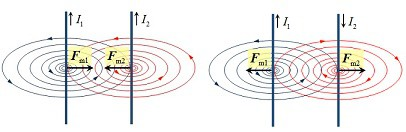 I₁ I₂ I₁ I₂
Fm1 Fm2 Fm1 Fm2